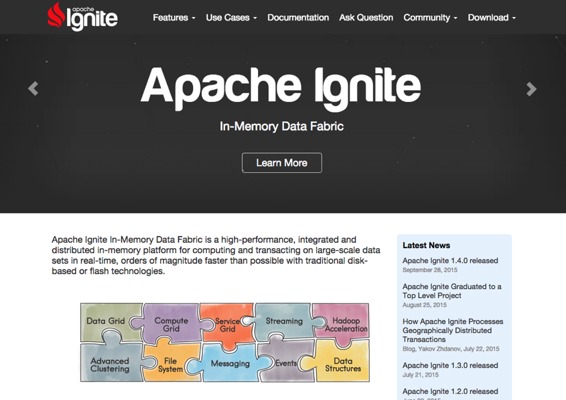 apache
Ignite
Features
Use Cases
Documentation
Ask Question
Community
Download
Apache Ignite
In-Memory Data Fabric
Learn More
Apache Ignite In-Memory Data Fabric is a high-performance, integrated and
distributed in-memory platform for computing and transacting on large-scale data
sets in real-time, orders of magnitude faster than possible with traditional disk-
based or flash technologies.
Data Grid
Compute
Grid
Service
Grid
Streaming
Hadoop
Acceleration
Advanced
Clustering
File
System
Messaging
Events
Data
Structures
Latest News
Apache Ignite 1.4.0 released
September 28, 2015
Apache Ignite Graduated to a
Top Level Project
August 25, 2015
How Apache Ignite Processes
Geographically Distributed
Transactions
Blog, Yakov Zhdanov, July 22, 2015
Apache Ignite 1.3.0 released
July 21, 2015
Apache Ignite 1.2.0 released